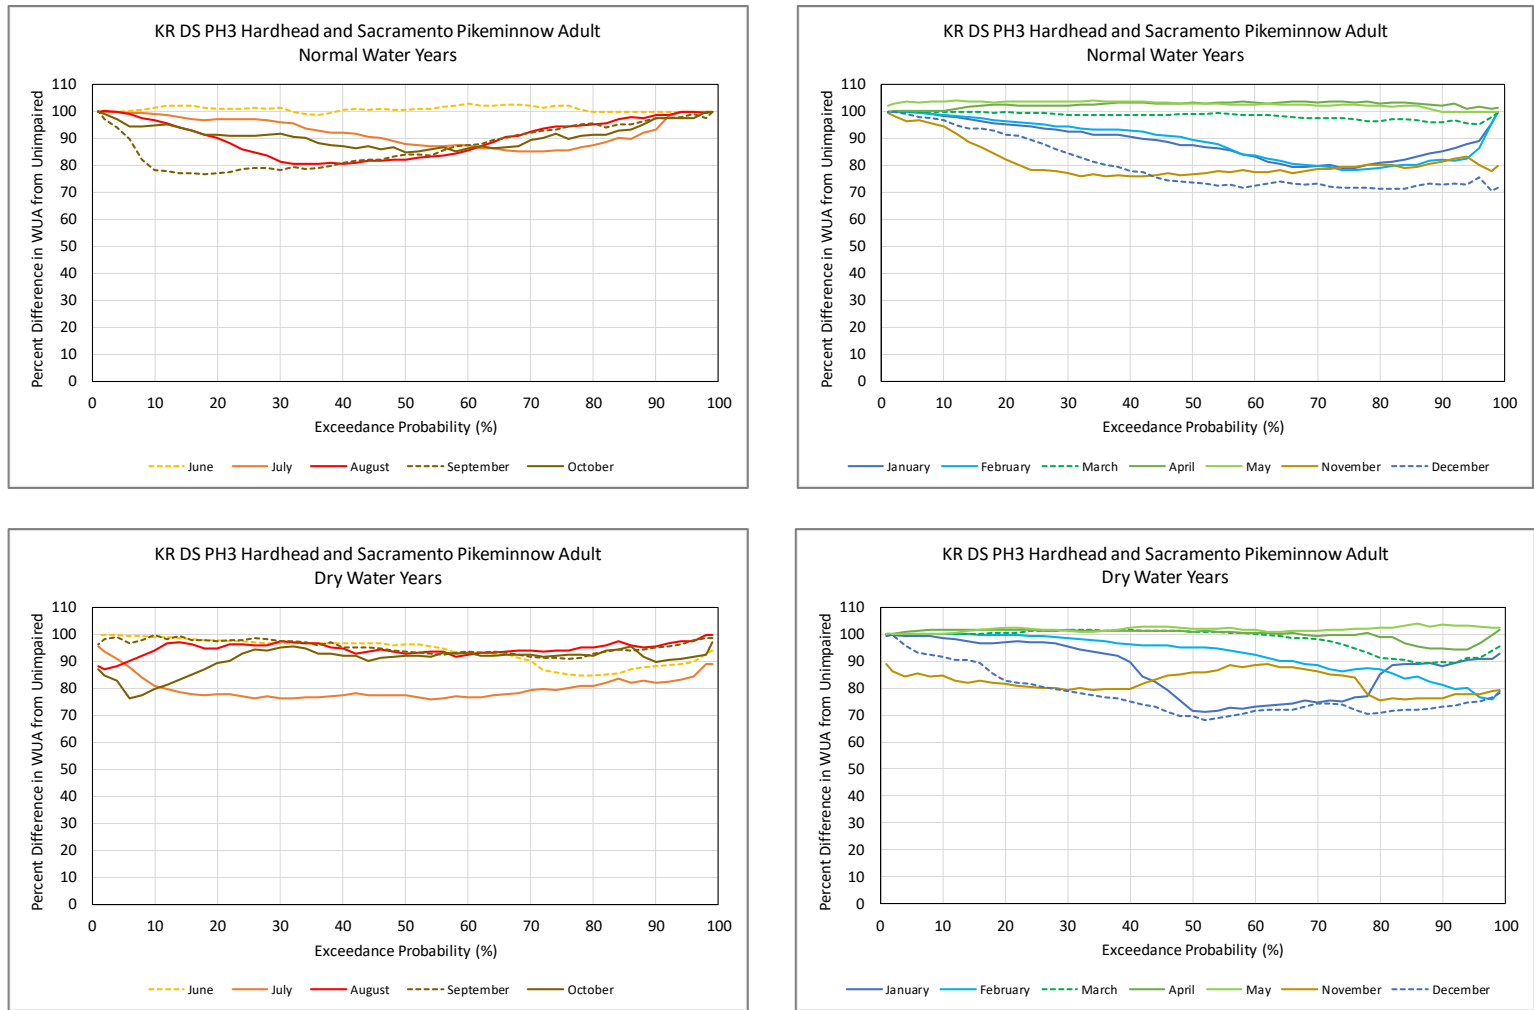 KR DS PH3 Hardhead and Sacramento Pikeminnow Adult
Normal Water Years
Percent Difference in WUA from Unimpaired
110
100
90
80
70
60
50
40
30
20
10
0
0 10 20 30 40 50 60 70 80 90 100
Exceedance Probability (%)
June July August September October
KR DS PH3 Hardhead and Sacramento Pikeminnow Adult
Normal Water Years
Percent Difference in WUA from Unimpaired
110
100
90
80
70
60
50
40
30
20
10
0
0 10 20 30 40 50 60 70 80 90 100
Exceedance Probability (%)
January February March April May November December
KR DS PH3 Hardhead and Sacramento Pikeminnow Adult
Dry Water Years
Percent Difference in WUA from Unimpaired
110
100
90
80
70
60
50
40
30
20
10
0
0 10 20 30 40 50 60 70 80 90 100
Exceedance Probability (%)
June July August September October
KR DS PH3 Hardhead and Sacramento Pikeminnow Adult
Dry Water Years
Percent Difference in WUA from Unimpaired
110
100
90
80
70
60
50
40
30
20
10
0
0 10 20 30 40 50 60 70 80 90 100
Exceedance Probability (%)
January February March April May November December